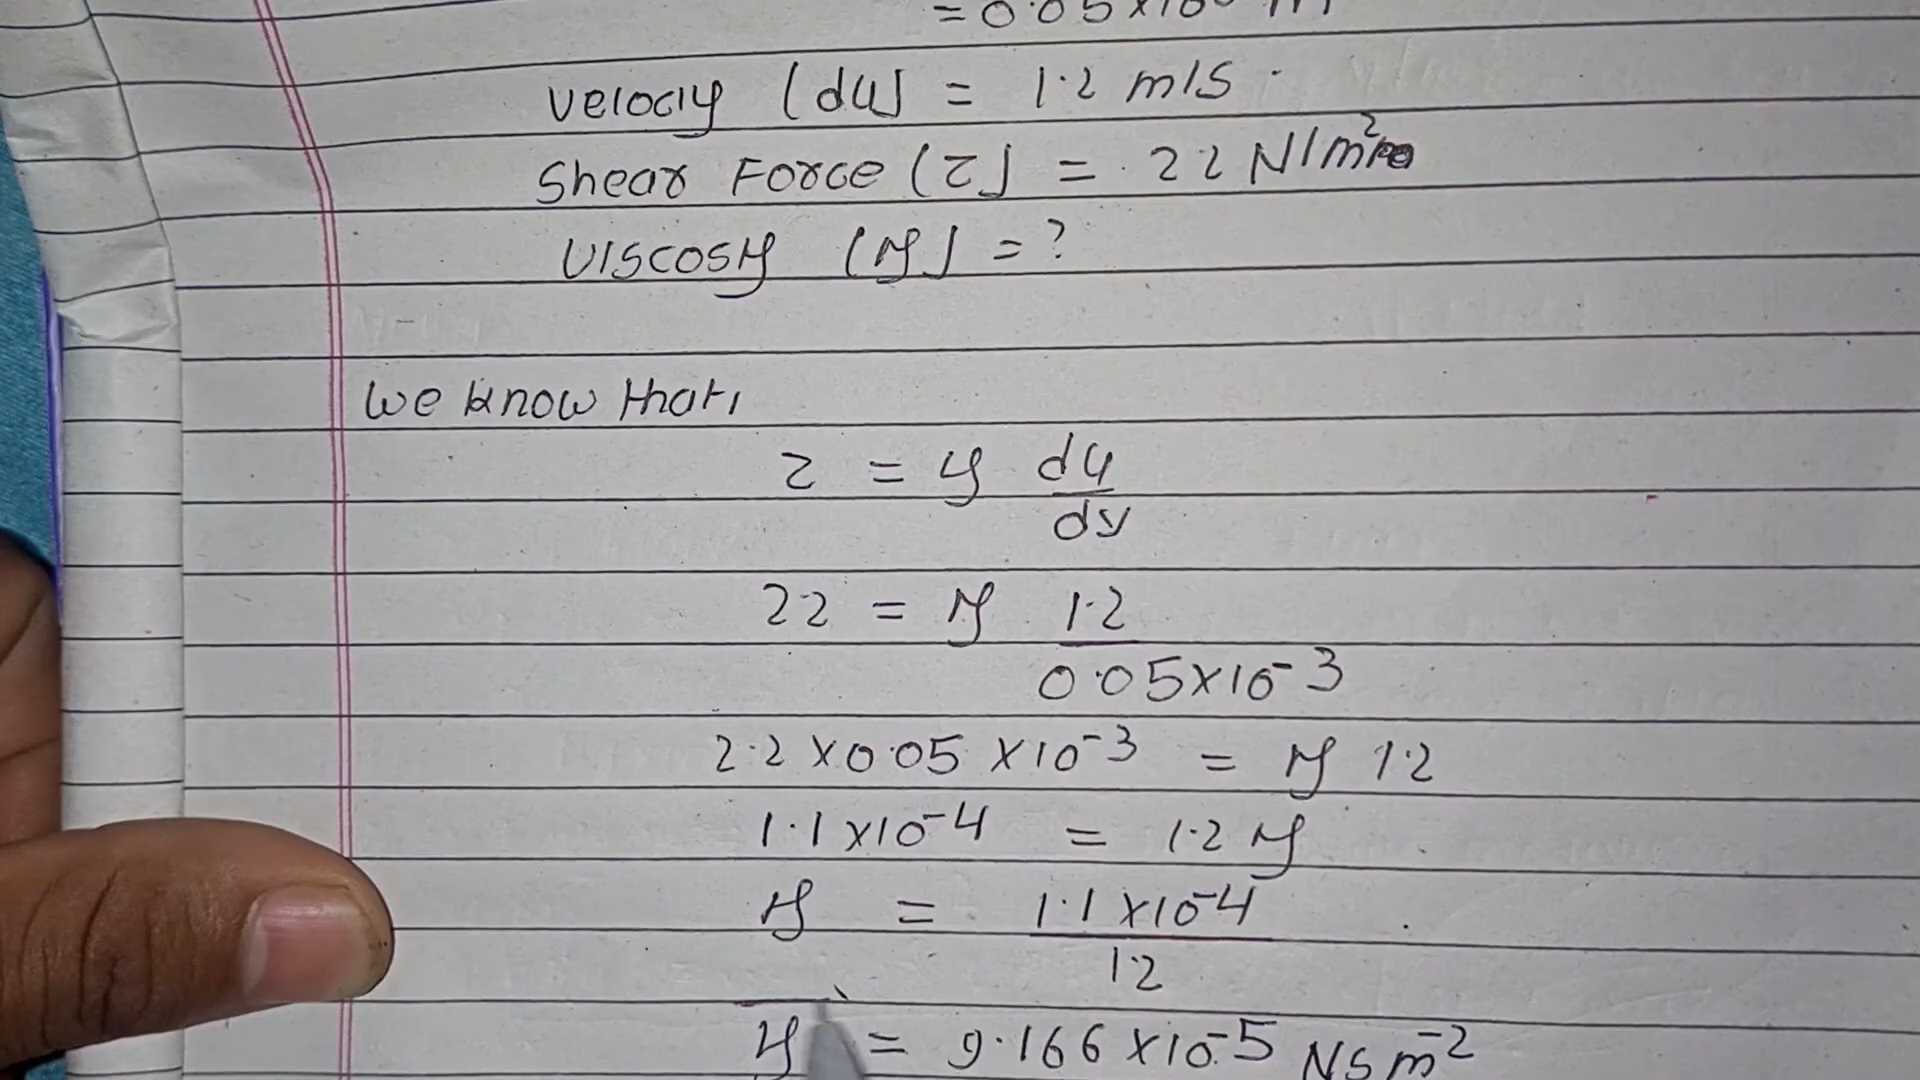 = 0.05 x 10
Velocity (du) = 1.2 m/s.
Shear Force (τ) = 2.2 N/m²
Viscosity (μ) = ?
We know that,
τ = μ du/dy
2.2 = μ 1.2
0.05x10-3
2.2 x 0.05 x 10-3 = μ 1.2
1.1 x 10-4 = 1.2 μ
μ = 1.1 x 10-4
1.2
μ = 9.166 x 10-5 Nsm-2